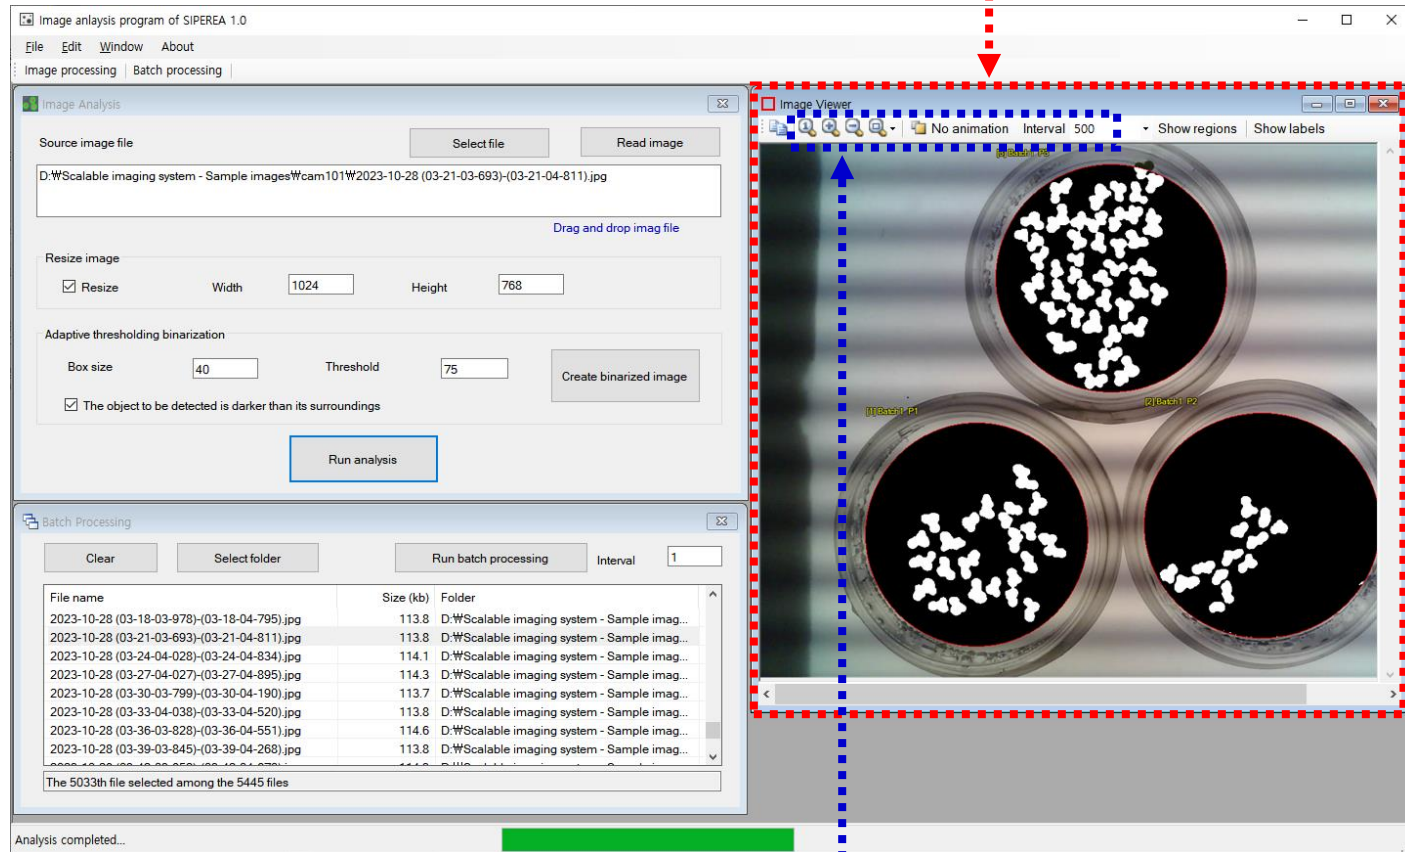 Image anlaysis program of SIPEREA 1.0
File Edit Window About
Image processing Batch processing
Image Analysis
Source image file Select file Read image
D:₩Scalable imaging system - Sample images₩cam101₩2023-10-28 (03-21-03-693)-(03-21-04-811).jpg
Drag and drop imag file
Resize image
Resize Width 1024 Height 768
Adaptive thresholding binarization
Box size 40 Threshold 75 Create binarized image
The object to be detected is darker than its surroundings
Run analysis
Batch Processing
Clear Select folder Run batch processing Interval 1
File name Size (kb) Folder
2023-10-28 (03-18-03-978)-(03-18-04-795).jpg 113.8 D:₩Scalable imaging system - Sample imag...
2023-10-28 (03-21-03-693)-(03-21-04-811).jpg 113.8 D:₩Scalable imaging system - Sample imag...
2023-10-28 (03-24-04-028)-(03-24-04-834).jpg 114.1 D:₩Scalable imaging system - Sample imag...
2023-10-28 (03-27-04-027)-(03-27-04-895).jpg 114.3 D:₩Scalable imaging system - Sample imag...
2023-10-28 (03-30-03-799)-(03-30-04-190).jpg 113.7 D:₩Scalable imaging system - Sample imag...
2023-10-28 (03-33-04-038)-(03-33-04-520).jpg 113.8 D:₩Scalable imaging system - Sample imag...
2023-10-28 (03-36-03-828)-(03-36-04-551).jpg 114.6 D:₩Scalable imaging system - Sample imag...
2023-10-28 (03-39-03-845)-(03-39-04-268).jpg 113.8 D:₩Scalable imaging system - Sample imag...
The 5033th file selected among the 5445 files
Analysis completed...
Image Viewer
No animation Interval 500 Show regions Show labels
[1] Batch 1. P1
[2] Batch 1. P2